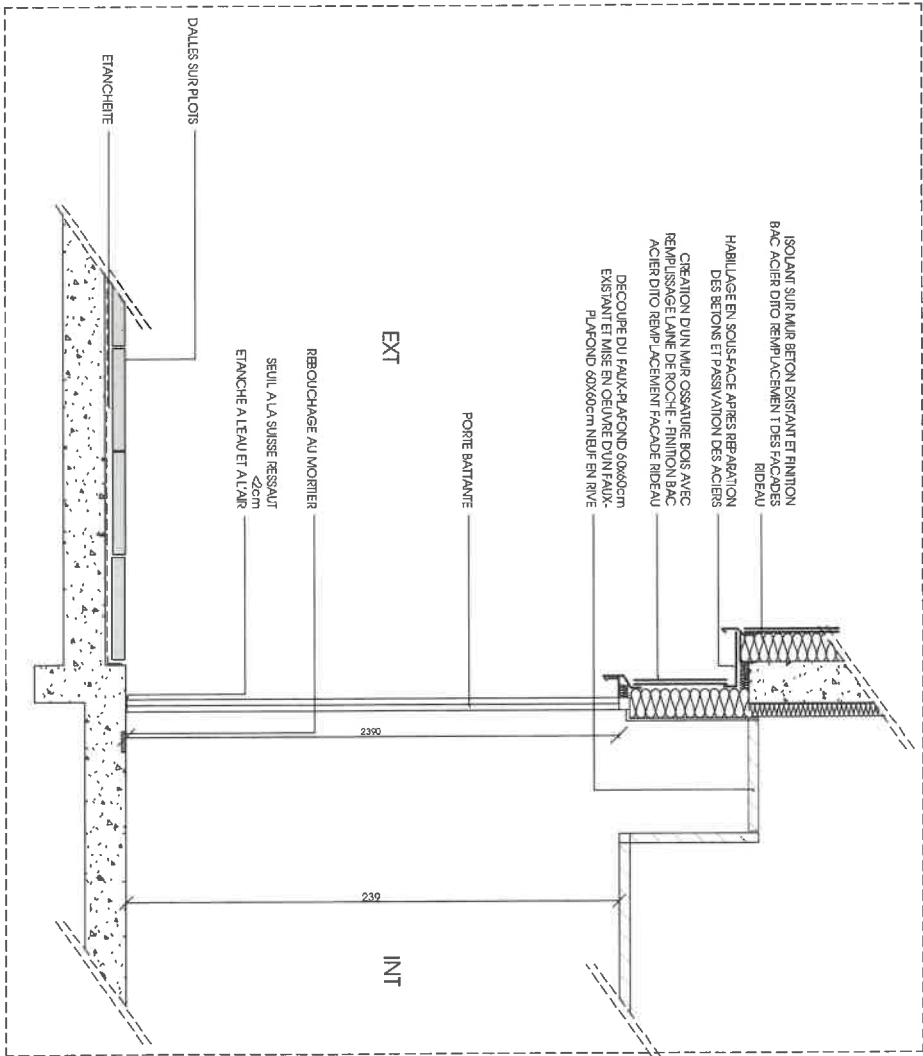 ISOLANT SUR MUR BETON EXISTANT ET FINITION
BAC ACIER DITO REMPLACEMENT DES FACADES
RIDEAU
HABILLAGE EN SOUS-FACE APRES REPARATION
DES BETONS ET PASSIVATION DES ACIERS
CREATION D'UN MUR OSSATURE BOIS AVEC
REMPLISSAGE LAINE DE ROCHE - FINITION BAC
ACIER DITO REMPLACEMENT FACADE RIDEAU
DECOUPE DU FAUX-PLAFOND 60x60cm
EXISTANT ET MISE EN OEUVRE D'UN FAUX-
PLAFOND 60X60cm NEUF EN RIVE
PORTE BATTANTE
EXT
INT
2390
239
REBOUCHAGE AU MORTIER
SEUIL A LA SUISSE RESSAUT
<2cm
ETANCHE A L'EAU ET A L'AIR
DALLES SUR PLOTS
ETANCHEITE